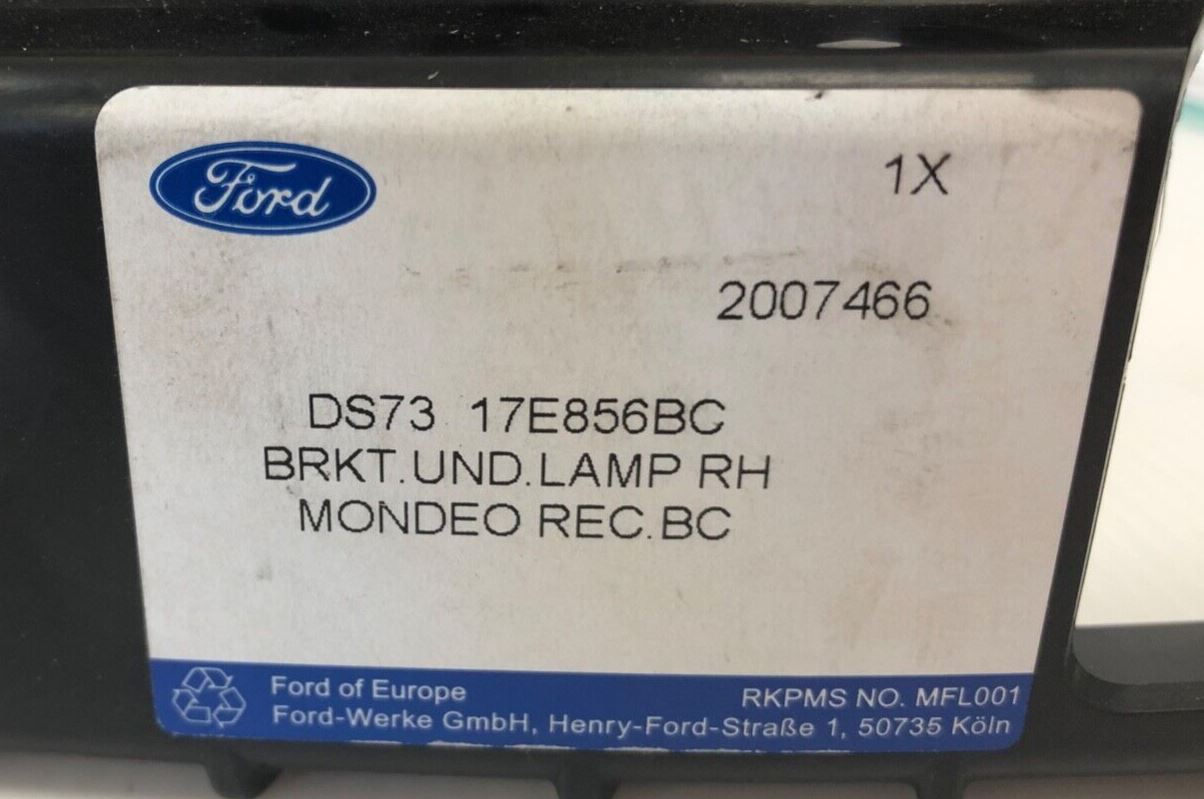 Ford
1X
2007466
DS73 17E856BC
BRKT.UND.LAMP RH
MONDEO REC.BC
Ford of Europe
RKPMS NO. MFL001
Ford-Werke GmbH, Henry-Ford-Straße 1, 50735 Köln